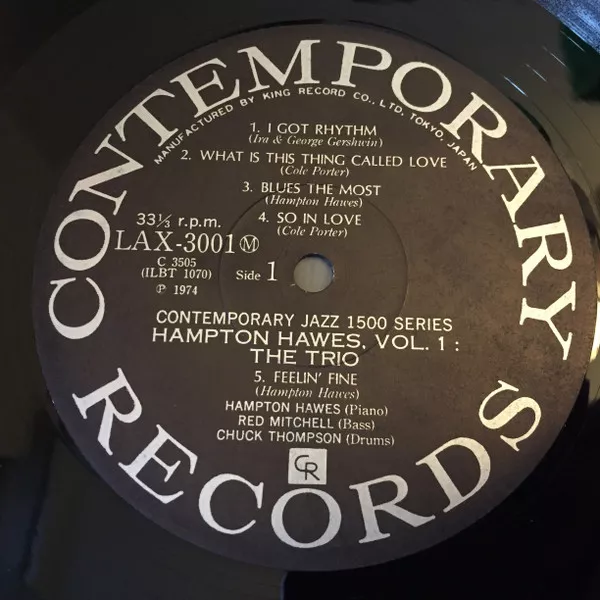 CONTEMPORARY
MANUFACTURED BY KING RECORD CO., LTD, TOKYO, JAPAN
1. I GOT RHYTHM
(Ira & George Gershwin)
2. WHAT IS THIS THING CALLED LOVE
(Cole Porter)
3. BLUES THE MOST
(Hampton Hawes)
4. SO IN LOVE
(Cole Porter)
33⅓ r.p.m.
LAX-3001 Ⓜ
C 3505
(ILBT 1070)
Side 1
℗ 1974
CONTEMPORARY JAZZ 1500 SERIES
HAMPTON HAWES, VOL. 1 :
THE TRIO
5. FEELIN' FINE
(Hampton Hawes)
HAMPTON HAWES (Piano)
RED MITCHELL (Bass)
CHUCK THOMPSON (Drums)
CR
RECORDS